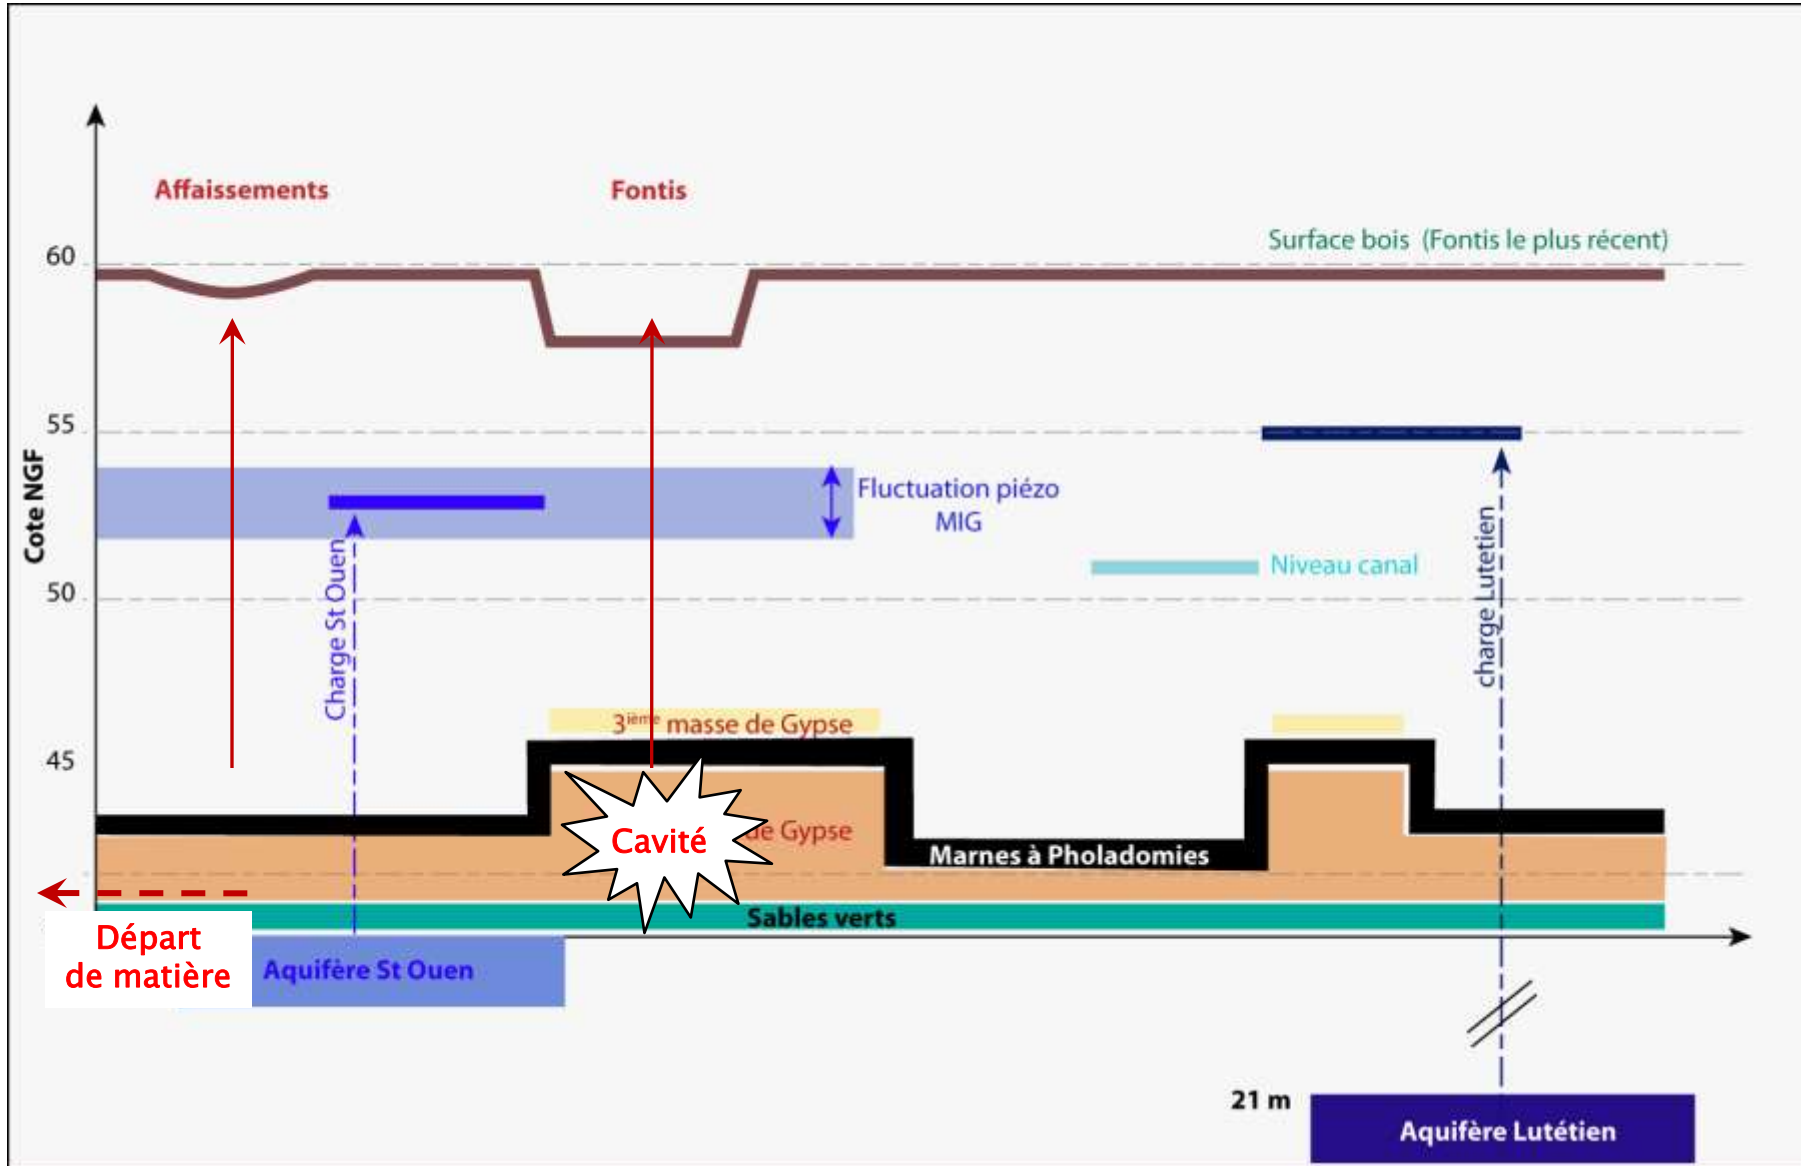 Affaissements
Fontis
Surface bois (Fontis le plus récent)
60
55
50
45
Cote NGF
Fluctuation piézo
MIG
Niveau canal
Charge St Ouen
charge Lutetien
3ième masse de Gypse
Cavité
de Gypse
Marnes à Pholadomies
Sables verts
Départ
de matière
Aquifère St Ouen
21 m
Aquifère Lutétien